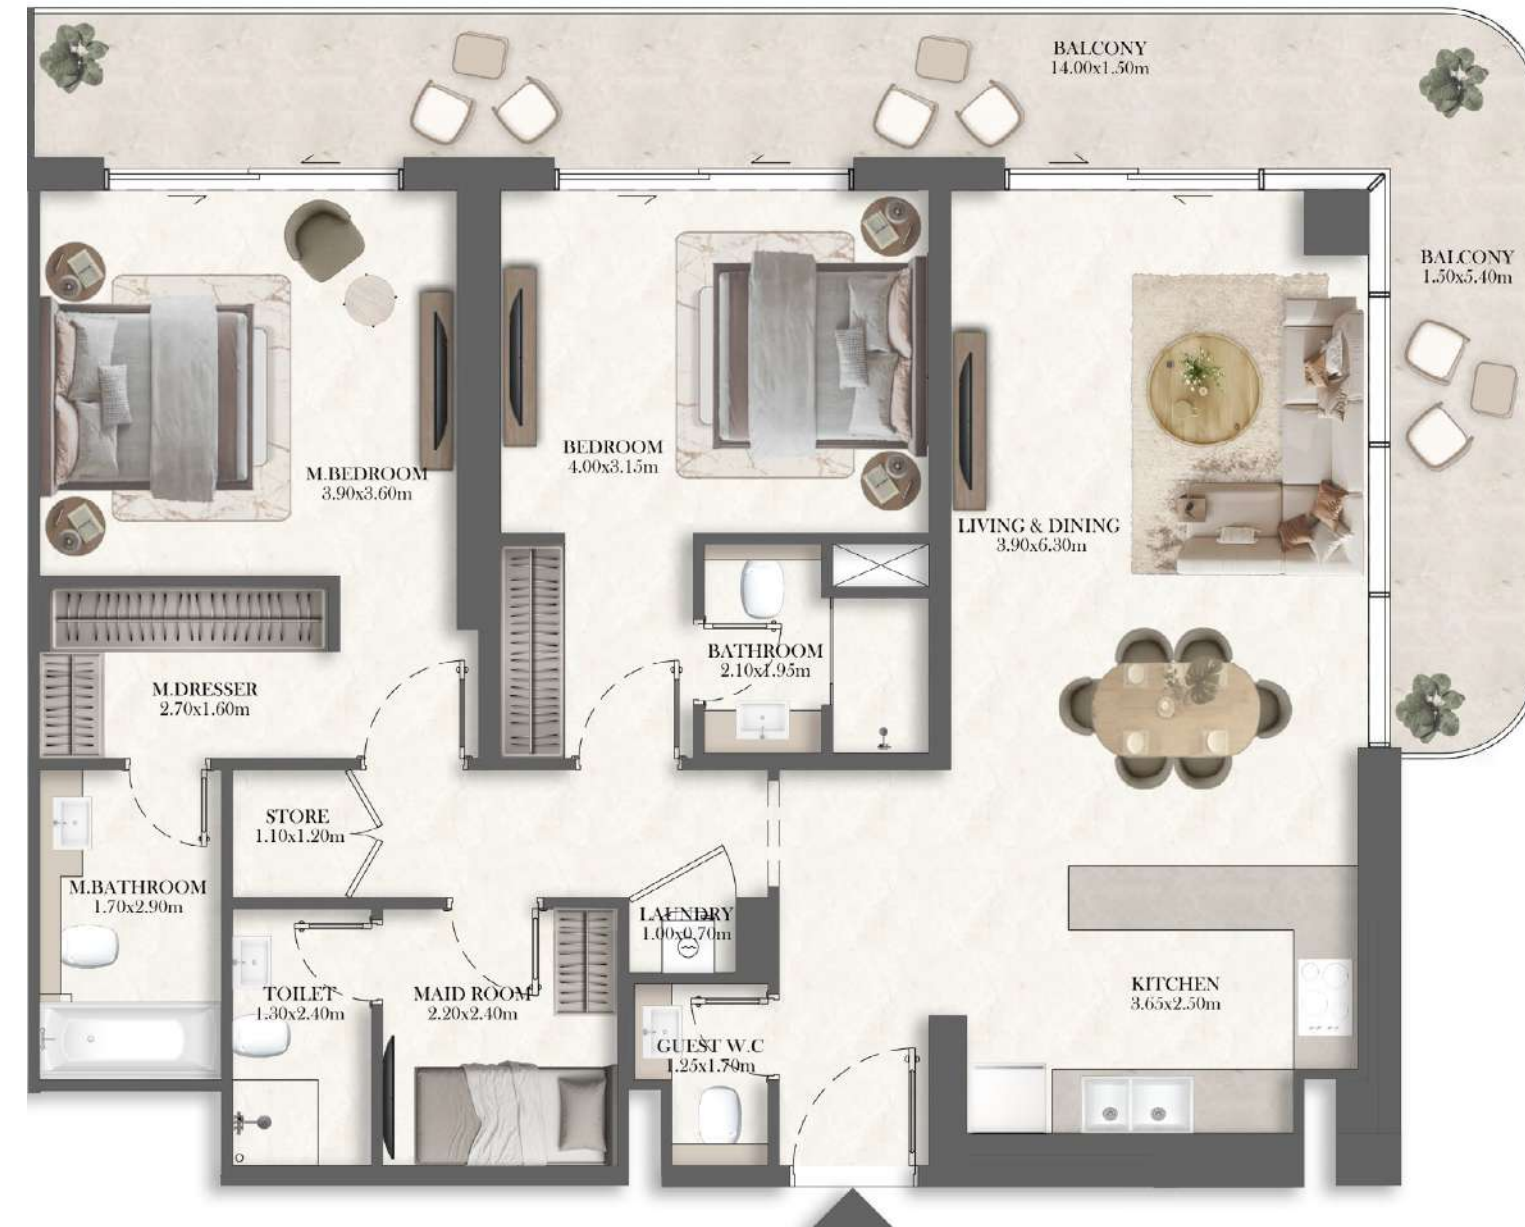 BALCONY
14.00x1.50m
BALCONY
1.50x5.40m
M.BEDROOM
3.90x3.60m
BEDROOM
4.00x3.15m
LIVING & DINING
3.90x6.30m
M.DRESSER
2.70x1.60m
BATHROOM
2.10x1.95m
STORE
1.10x1.20m
M.BATHROOM
1.70x2.90m
LAUNDRY
1.00x0.70m
TOILET
1.30x2.40m
MAID ROOM
2.20x2.40m
KITCHEN
3.65x2.50m
GUEST W.C
1.25x1.70m